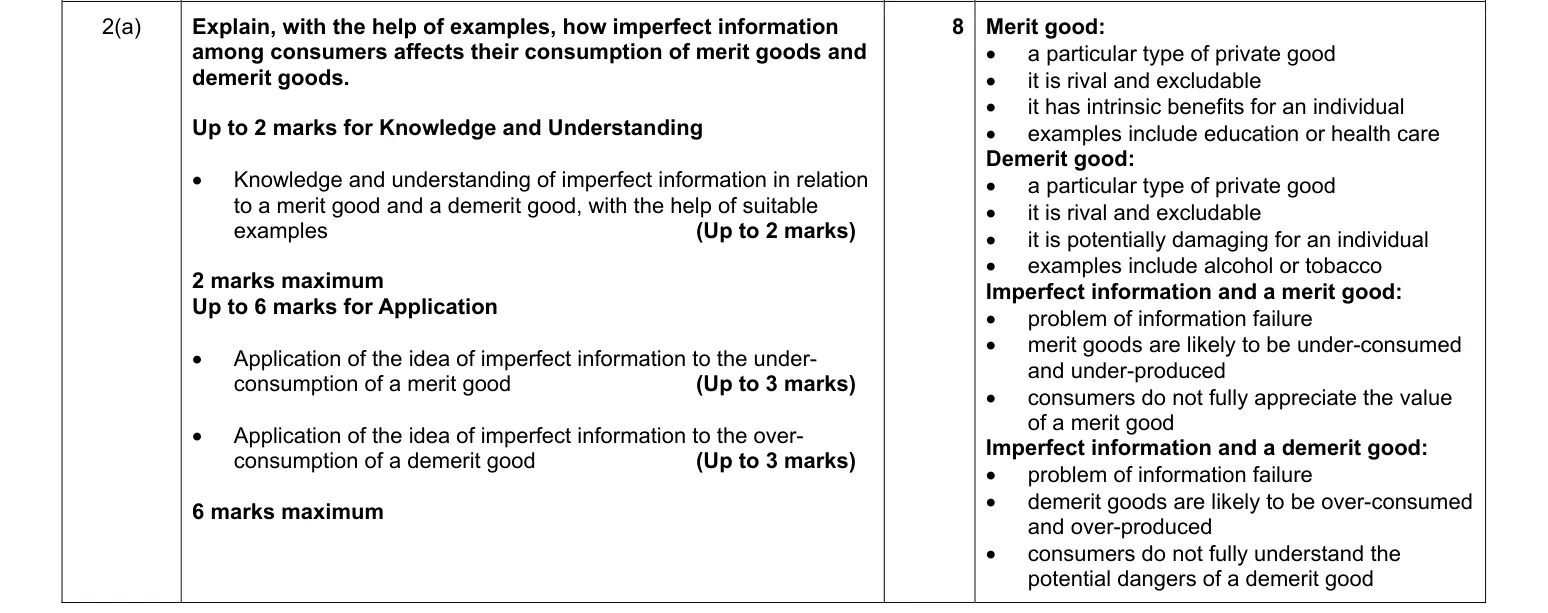 2(a)
Explain, with the help of examples, how imperfect information
among consumers affects their consumption of merit goods and
demerit goods.
Up to 2 marks for Knowledge and Understanding
• Knowledge and understanding of imperfect information in relation
to a merit good and a demerit good, with the help of suitable
examples (Up to 2 marks)
2 marks maximum
Up to 6 marks for Application
• Application of the idea of imperfect information to the under-
consumption of a merit good (Up to 3 marks)
• Application of the idea of imperfect information to the over-
consumption of a demerit good (Up to 3 marks)
6 marks maximum
8
Merit good:
• a particular type of private good
• it is rival and excludable
• it has intrinsic benefits for an individual
• examples include education or health care
Demerit good:
• a particular type of private good
• it is rival and excludable
• it is potentially damaging for an individual
• examples include alcohol or tobacco
Imperfect information and a merit good:
• problem of information failure
• merit goods are likely to be under-consumed
and under-produced
• consumers do not fully appreciate the value
of a merit good
Imperfect information and a demerit good:
• problem of information failure
• demerit goods are likely to be over-consumed
and over-produced
• consumers do not fully understand the
potential dangers of a demerit good